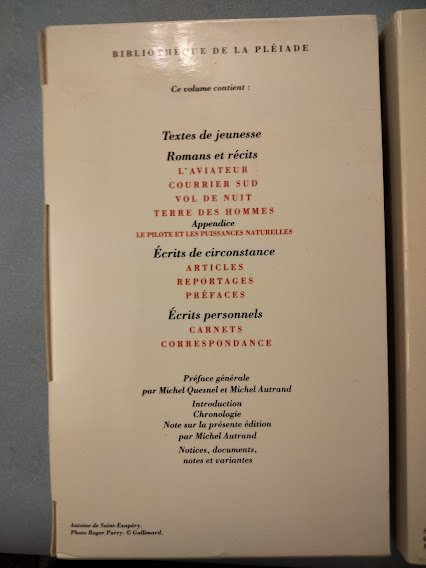 BIBLIOTHÈQUE DE LA PLÉIADE
Ce volume contient :
Textes de jeunesse
Romans et récits
L'AVIATEUR
COURRIER SUD
VOL DE NUIT
TERRE DES HOMMES
Appendice
LE PILOTE ET LES PUISSANCES NATURELLES
Écrits de circonstance
ARTICLES
REPORTAGES
PRÉFACES
Écrits personnels
CARNETS
CORRESPONDANCE
Préface générale
par Michel Quesnel et Michel Autrand
Introduction
Chronologie
Note sur la présente édition
par Michel Autrand
Notices, documents,
notes et variantes
Antoine de Saint-Exupéry.
Photo Roger Parry. © Gallimard.